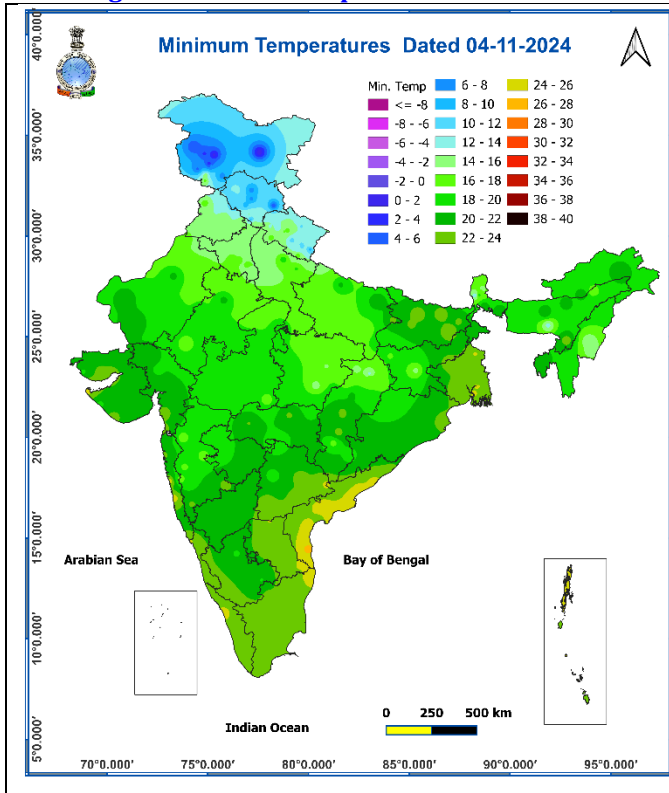 Minimum Temperatures Dated 04-11-2024
Min. Temp
<= -8
-8 - -6
-6 - -4
-4 - -2
-2 - 0
0 - 2
2 - 4
4 - 6
6 - 8
8 - 10
10 - 12
12 - 14
14 - 16
16 - 18
18 - 20
20 - 22
22 - 24
24 - 26
26 - 28
28 - 30
30 - 32
32 - 34
34 - 36
36 - 38
38 - 40
40°0.000'
35°0.000'
30°0.000'
25°0.000'
20°0.000'
15°0.000'
10°0.000'
5°0.000'
Arabian Sea
Bay of Bengal
Indian Ocean
0 250 500 km
70°0.000' 75°0.000' 80°0.000' 85°0.000' 90°0.000' 95°0.000'